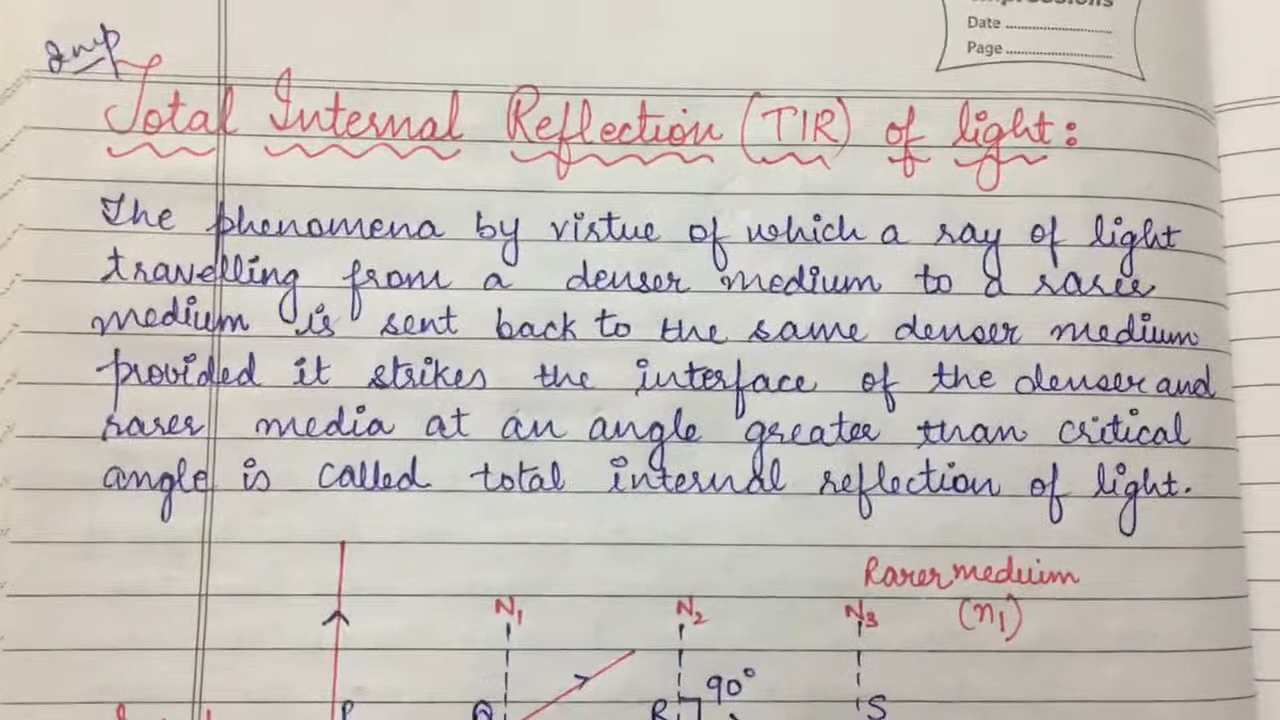 Date
Page
Imp
Total Internal Reflection (TIR) of light:
The phenomena by virtue of which a ray of light
travelling from a denser medium to a rarer
medium is sent back to the same denser medium
provided it strikes the interface of the denser and
rarer media at an angle greater than critical
angle is called total internal reflection of light.
Rarer medium
N1 N2 N3 (n1)
90°
P Q R S